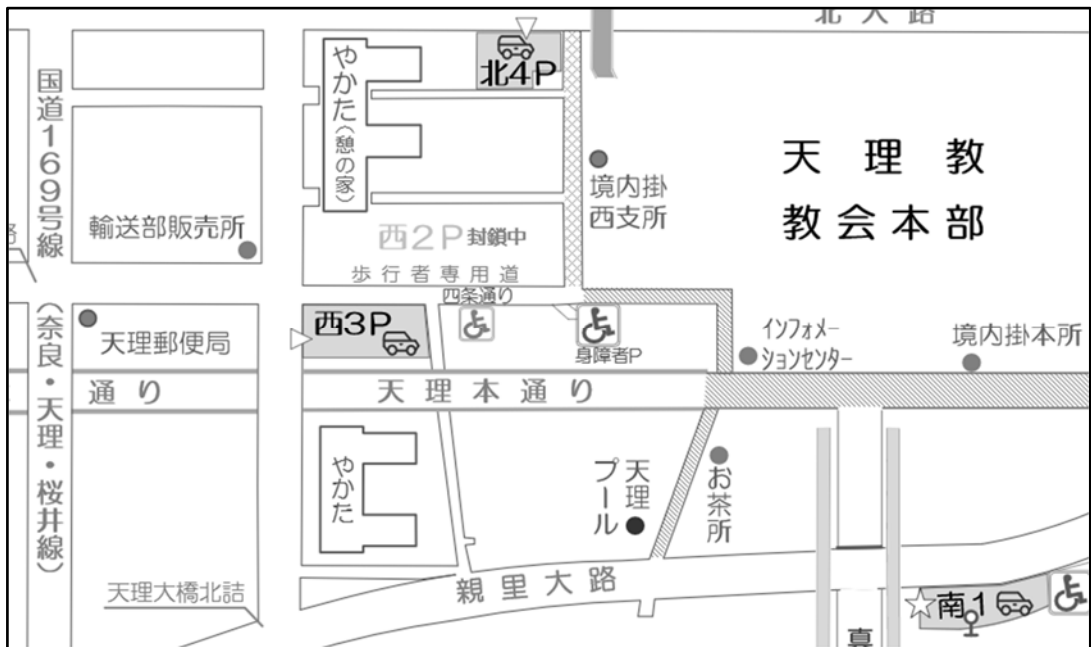 北大路
やかた(憩の家)
北4P
国道169号線
(奈良・天理・桜井線)
天理教
教会本部
境内掛
西支所
輸送部販売所
西2P封鎖中
歩行者専用道
四条通り
西3P
天理郵便局
身障者P
インフォメー
ションセンター
境内掛本所
通り
天理本通り
やかた
天理
プール
お茶所
親里大路
天理大橋北詰
南1